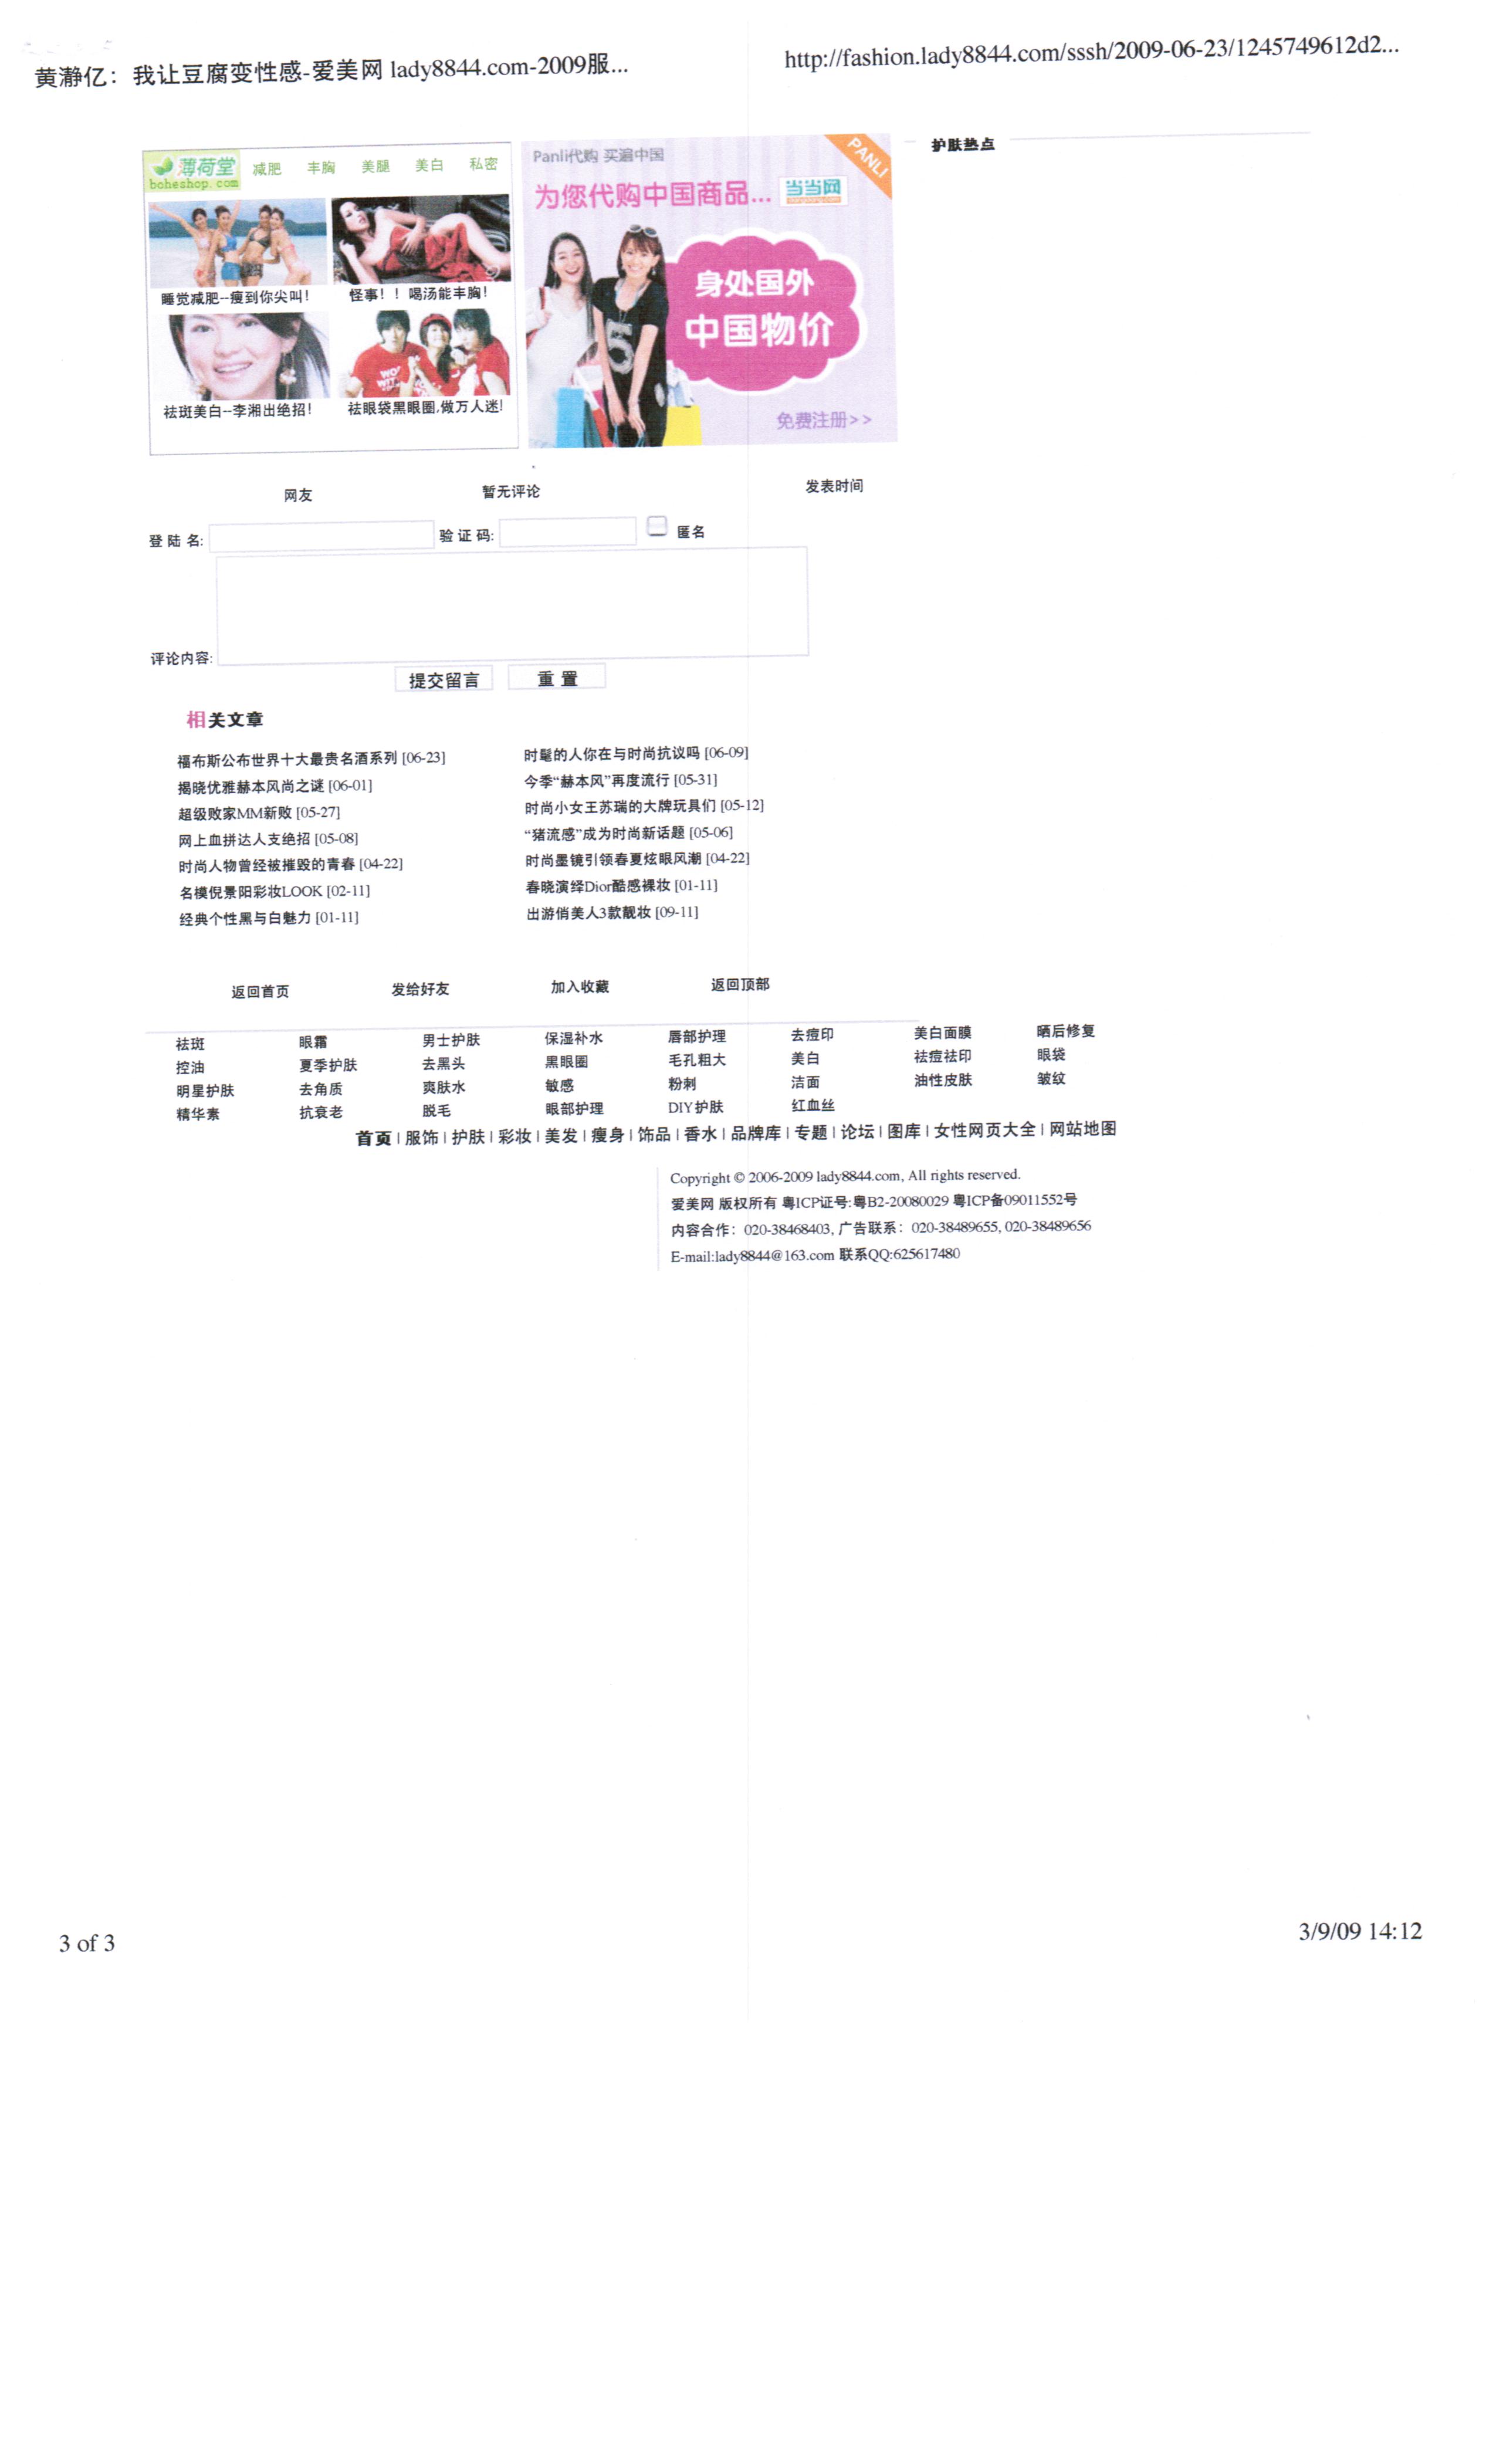 黄瀞亿：我让豆腐变性感-爱美网 lady8844.com-2009服...
http://fashion.lady8844.com/sssh/2009-06-23/1245749612d2...
薄荷堂 减肥 丰胸 美腿 美白 私密
boheshop.com
睡觉减肥--瘦到你尖叫! 怪事！！喝汤能丰胸!
祛斑美白--李湘出绝招! 祛眼袋黑眼圈,做万人迷!
Panli代购 买遍中国
PANLI
为您代购中国商品... 当当网
身处国外
中国物价
5
免费注册>>
护肤热点
网友 暂无评论 发表时间
登 陆 名: 验 证 码: 匿名
评论内容:
提交留言 重 置
相关文章
福布斯公布世界十大最贵名酒系列 [06-23] 时髦的人你在与时尚抗议吗 [06-09]
揭晓优雅赫本风尚之谜 [06-01] 今季“赫本风”再度流行 [05-31]
超级败家MM新败 [05-27] 时尚小女王苏瑞的大牌玩具们 [05-12]
网上血拼达人支绝招 [05-08] “猪流感”成为时尚新话题 [05-06]
时尚人物曾经被摧毁的青春 [04-22] 时尚墨镜引领春夏炫眼风潮 [04-22]
名模倪景阳彩妆LOOK [02-11] 春晓演绎Dior酷感裸妆 [01-11]
经典个性黑与白魅力 [01-11] 出游俏美人3款靓妆 [09-11]
返回首页 发给好友 加入收藏 返回顶部
祛斑 眼霜 男士护肤 保湿补水 唇部护理 去痘印 美白面膜 晒后修复
控油 夏季护肤 去黑头 黑眼圈 毛孔粗大 美白 祛痘祛印 眼袋
明星护肤 去角质 爽肤水 敏感 粉刺 洁面 油性皮肤 皱纹
精华素 抗衰老 脱毛 眼部护理 DIY护肤 红血丝
首页 | 服饰 | 护肤 | 彩妆 | 美发 | 瘦身 | 饰品 | 香水 | 品牌库 | 专题 | 论坛 | 图库 | 女性网页大全 | 网站地图
Copyright © 2006-2009 lady8844.com, All rights reserved.
爱美网 版权所有 粤ICP证号:粤B2-20080029 粤ICP备09011552号
内容合作：020-38468403, 广告联系：020-38489655, 020-38489656
E-mail:lady8844@163.com 联系QQ:625617480
3 of 3
3/9/09 14:12